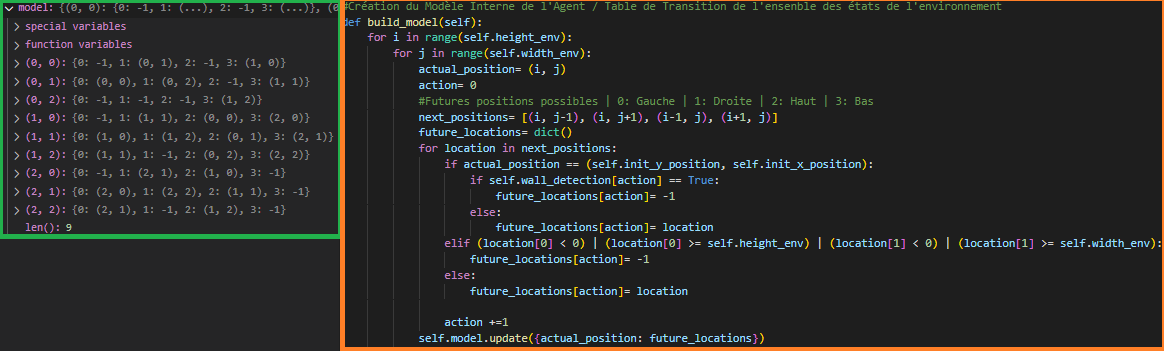 model: {(0, 0): {0: -1, 1: (...), 2: -1, 3: (...)}, (0
special variables
function variables
(0, 0): {0: -1, 1: (0, 1), 2: -1, 3: (1, 0)}
(0, 1): {0: (0, 0), 1: (0, 2), 2: -1, 3: (1, 1)}
(0, 2): {0: -1, 1: -1, 2: -1, 3: (1, 2)}
(1, 0): {0: -1, 1: (1, 1), 2: (0, 0), 3: (2, 0)}
(1, 1): {0: (1, 0), 1: (1, 2), 2: (0, 1), 3: (2, 1)}
(1, 2): {0: (1, 1), 1: -1, 2: (0, 2), 3: (2, 2)}
(2, 0): {0: -1, 1: (2, 1), 2: (1, 0), 3: -1}
(2, 1): {0: (2, 0), 1: (2, 2), 2: (1, 1), 3: -1}
(2, 2): {0: (2, 1), 1: -1, 2: (1, 2), 3: -1}
len(): 9
#Création du Modèle Interne de l'Agent / Table de Transition de l'ensenble des états de l'environnement
def build_model(self):
for i in range(self.height_env):
for j in range(self.width_env):
actual_position= (i, j)
action= 0
#Futures positions possibles | 0: Gauche | 1: Droite | 2: Haut | 3: Bas
next_positions= [(i, j-1), (i, j+1), (i-1, j), (i+1, j)]
future_locations= dict()
for location in next_positions:
if actual_position == (self.init_y_position, self.init_x_position):
if self.wall_detection[action] == True:
future_locations[action]= -1
else:
future_locations[action]= location
elif (location[0] < 0) | (location[0] >= self.height_env) | (location[1] < 0) | (location[1] >= self.width_env):
future_locations[action]= -1
else:
future_locations[action]= location
action +=1
self.model.update({actual_position: future_locations})